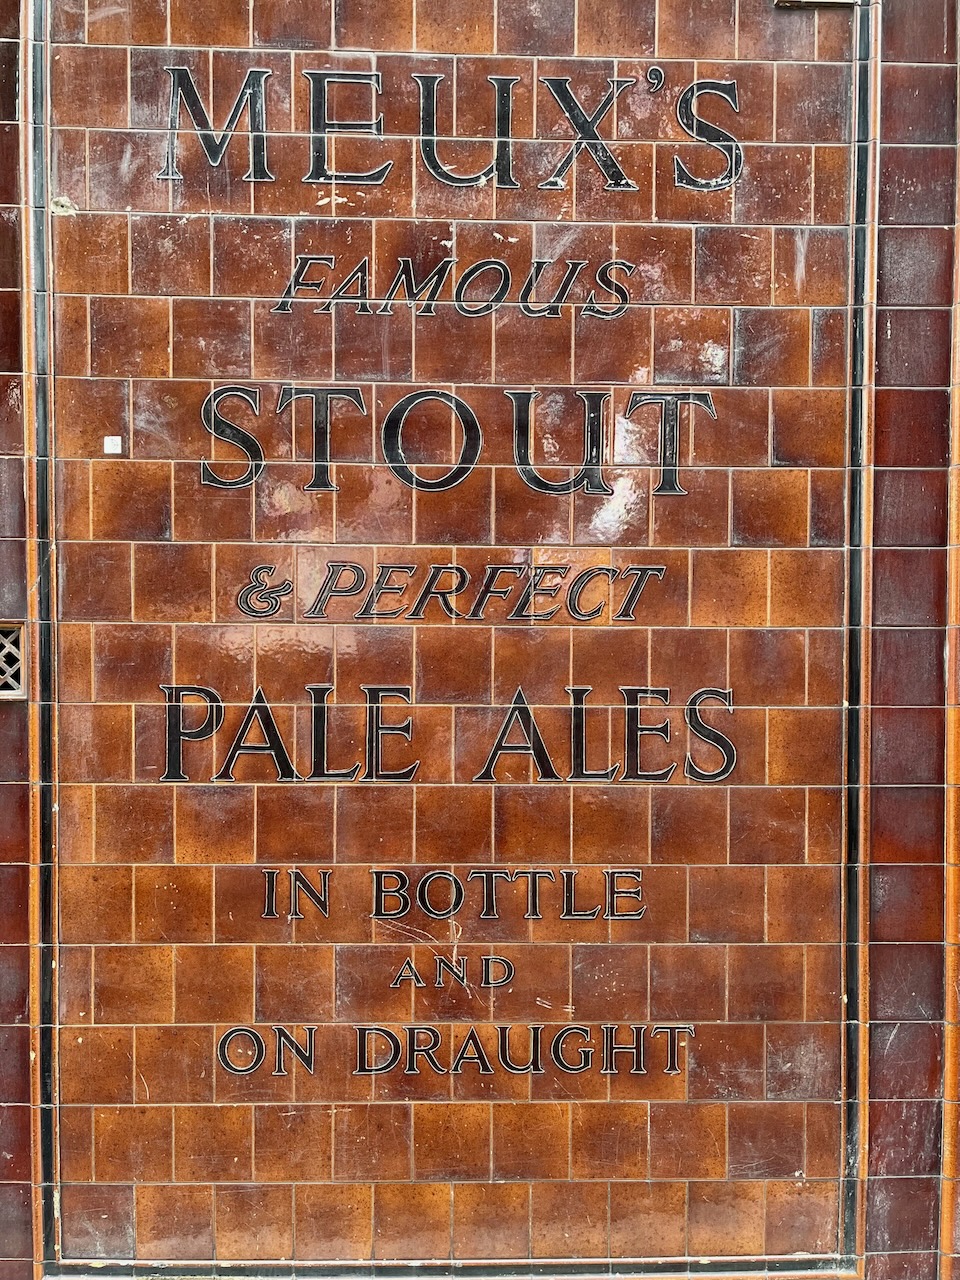 MEUX'S
FAMOUS
STOUT
& PERFECT
PALE ALES
IN BOTTLE
AND
ON DRAUGHT